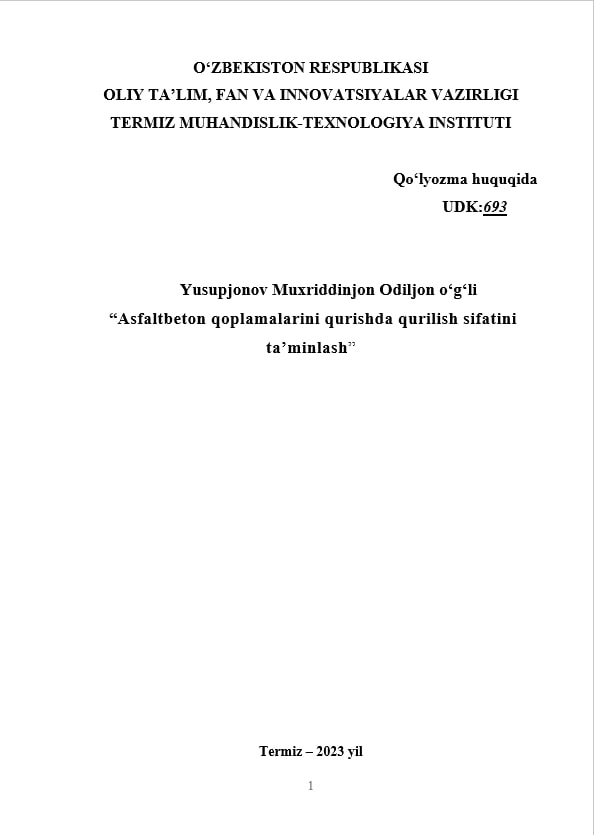 O‘ZBEKISTON RESPUBLIKASI
OLIY TA’LIM, FAN VA INNOVATSIYALAR VAZIRLIGI
TERMIZ MUHANDISLIK-TEXNOLOGIYA INSTITUTI
Qo‘lyozma huquqida
UDK:693
Yusupjonov Muxriddinjon Odiljon o‘g‘li
“Asfaltbeton qoplamalarini qurishda qurilish sifatini
ta’minlash”
Termiz – 2023 yil
1